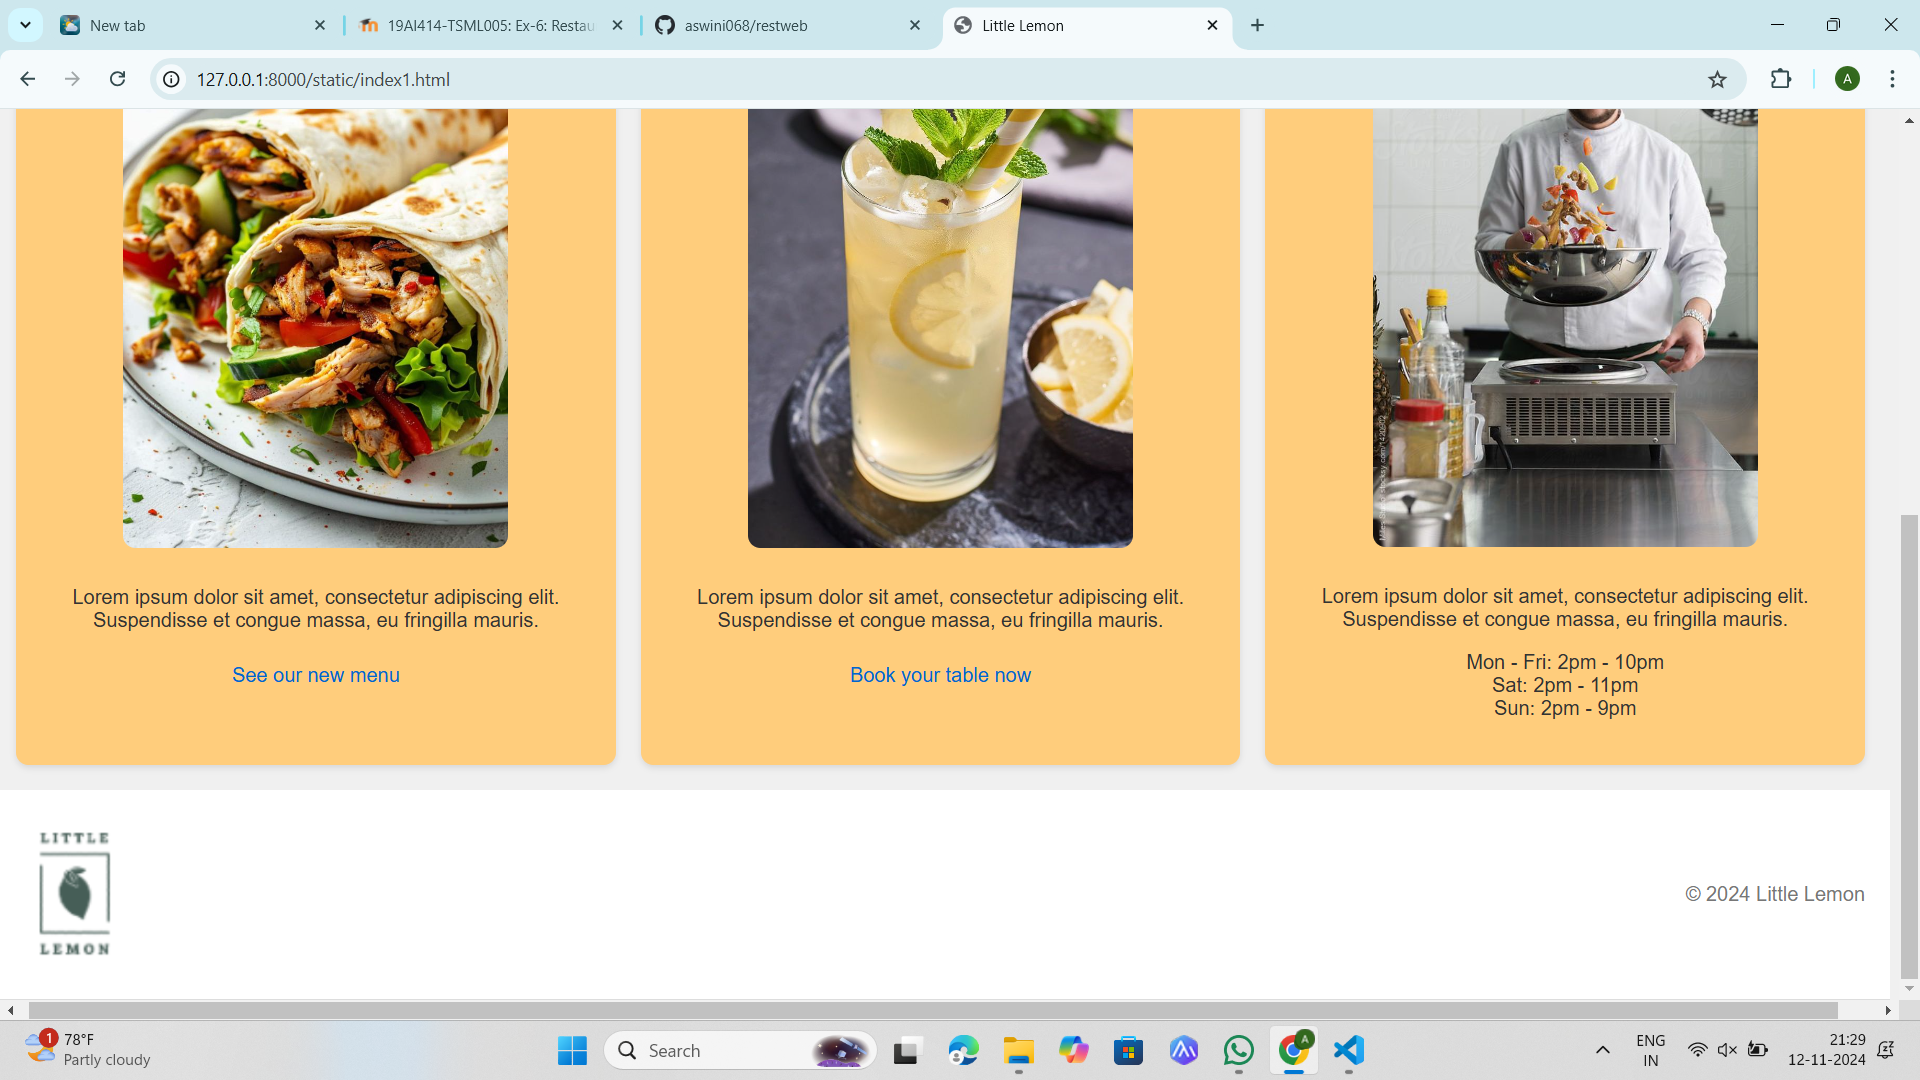 New tab
19AI414-TSML005: Ex-6: Restau
aswini068/restweb
Little Lemon
127.0.0.1:8000/static/index1.html
A
Lorem ipsum dolor sit amet, consectetur adipiscing elit.
Suspendisse et congue massa, eu fringilla mauris.
See our new menu
Lorem ipsum dolor sit amet, consectetur adipiscing elit.
Suspendisse et congue massa, eu fringilla mauris.
Book your table now
Lorem ipsum dolor sit amet, consectetur adipiscing elit.
Suspendisse et congue massa, eu fringilla mauris.
Mon - Fri: 2pm - 10pm
Sat: 2pm - 11pm
Sun: 2pm - 9pm
LITTLE
LEMON
© 2024 Little Lemon
1
78°F
Partly cloudy
Search
A
ENG
IN
21:29
12-11-2024